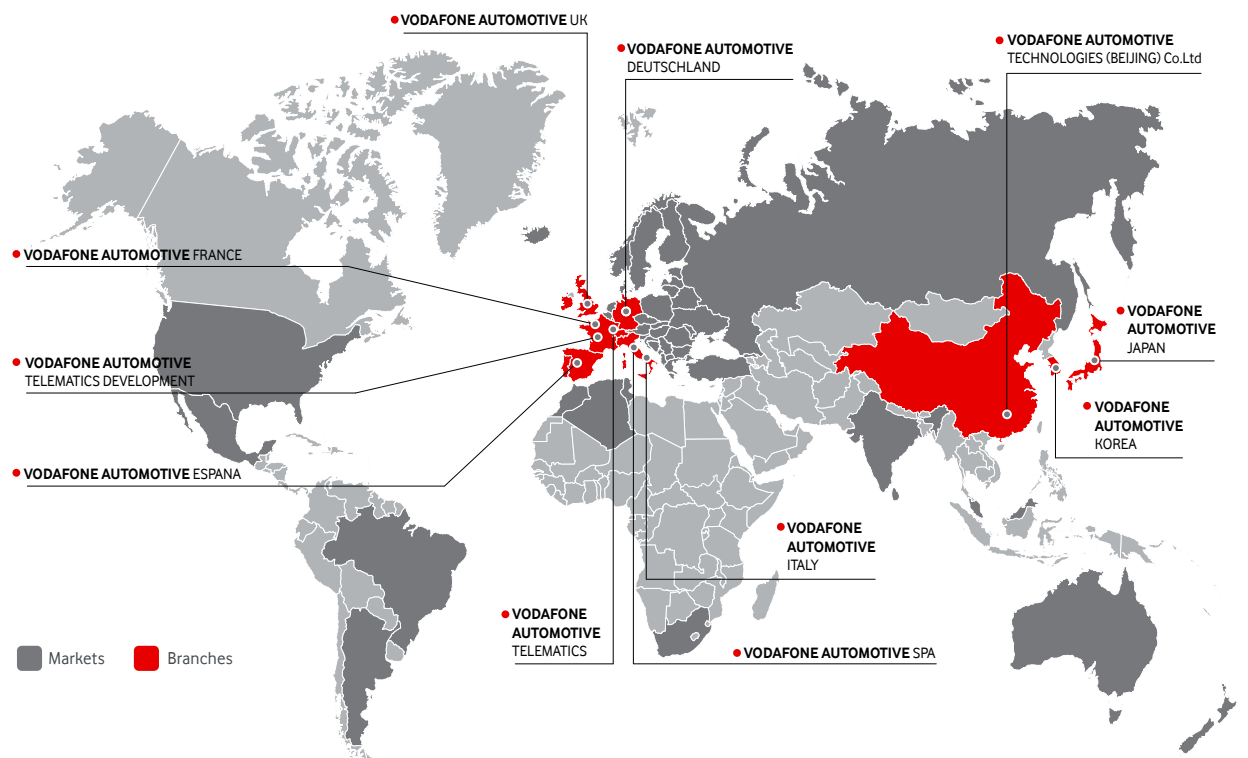 VODAFONE AUTOMOTIVE UK
VODAFONE AUTOMOTIVE
DEUTSCHLAND
VODAFONE AUTOMOTIVE
TECHNOLOGIES (BEIJING) Co.Ltd
VODAFONE AUTOMOTIVE FRANCE
VODAFONE
AUTOMOTIVE
JAPAN
VODAFONE AUTOMOTIVE
TELEMATICS DEVELOPMENT
VODAFONE
AUTOMOTIVE
KOREA
VODAFONE AUTOMOTIVE ESPANA
VODAFONE
AUTOMOTIVE
ITALY
VODAFONE
AUTOMOTIVE
TELEMATICS
VODAFONE AUTOMOTIVE SPA
Markets
Branches